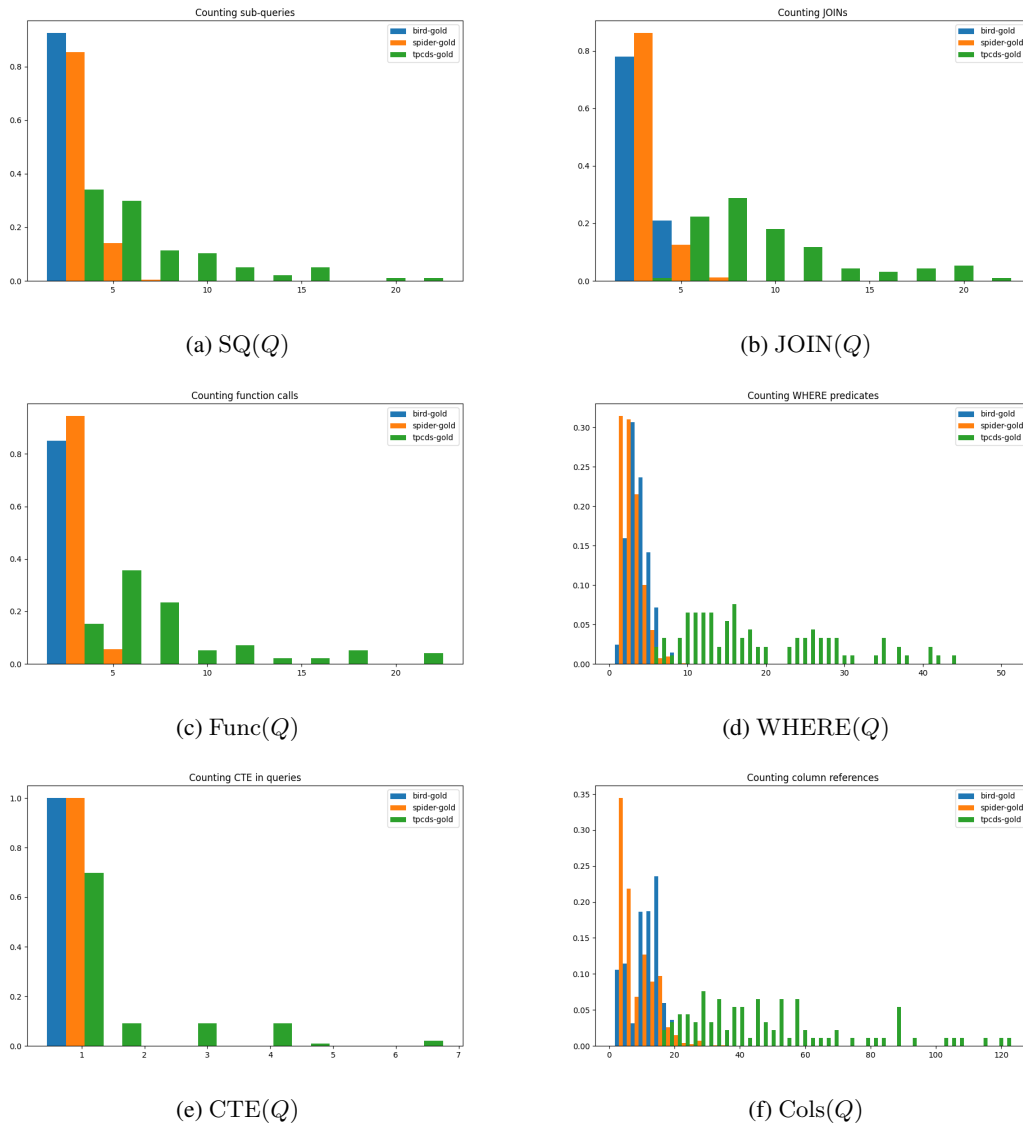 Counting sub-queries
bird-gold
spider-gold
tpcds-gold
0.8
0.6
0.4
0.2
0.0
5 10 15 20
(a) SQ(Q)
Counting JOINs
bird-gold
spider-gold
tpcds-gold
0.8
0.6
0.4
0.2
0.0
5 10 15 20
(b) JOIN(Q)
Counting function calls
bird-gold
spider-gold
tpcds-gold
0.8
0.6
0.4
0.2
0.0
5 10 15 20
(c) Func(Q)
Counting WHERE predicates
bird-gold
spider-gold
tpcds-gold
0.30
0.25
0.20
0.15
0.10
0.05
0.00
0 10 20 30 40 50
(d) WHERE(Q)
Counting CTE in queries
bird-gold
spider-gold
tpcds-gold
1.0
0.8
0.6
0.4
0.2
0.0
1 2 3 4 5 6 7
(e) CTE(Q)
Counting column references
bird-gold
spider-gold
tpcds-gold
0.35
0.30
0.25
0.20
0.15
0.10
0.05
0.00
0 20 40 60 80 100 120
(f) Cols(Q)